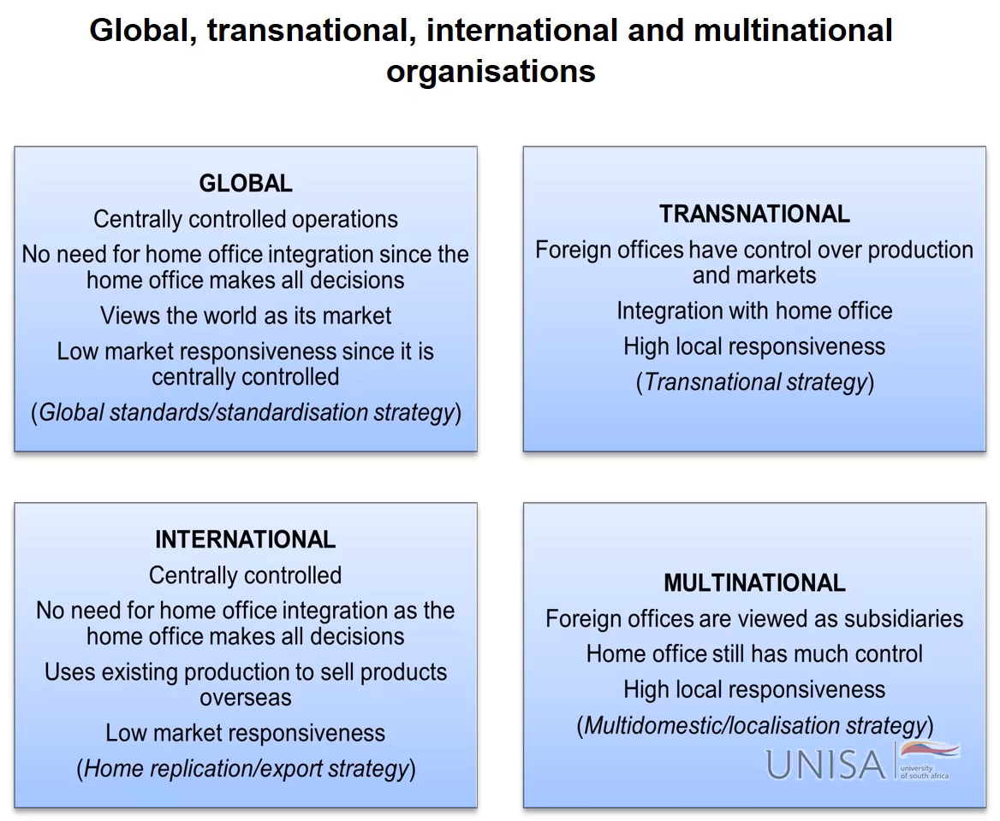 Global, transnational, international and multinational
organisations
GLOBAL
Centrally controlled operations
No need for home office integration since the
home office makes all decisions
Views the world as its market
Low market responsiveness since it is
centrally controlled
(Global standards/standardisation strategy)
TRANSNATIONAL
Foreign offices have control over production
and markets
Integration with home office
High local responsiveness
(Transnational strategy)
INTERNATIONAL
Centrally controlled
No need for home office integration as the
home office makes all decisions
Uses existing production to sell products
overseas
Low market responsiveness
(Home replication/export strategy)
MULTINATIONAL
Foreign offices are viewed as subsidiaries
Home office still has much control
High local responsiveness
(Multidomestic/localisation strategy)
UNISA
university
of south africa